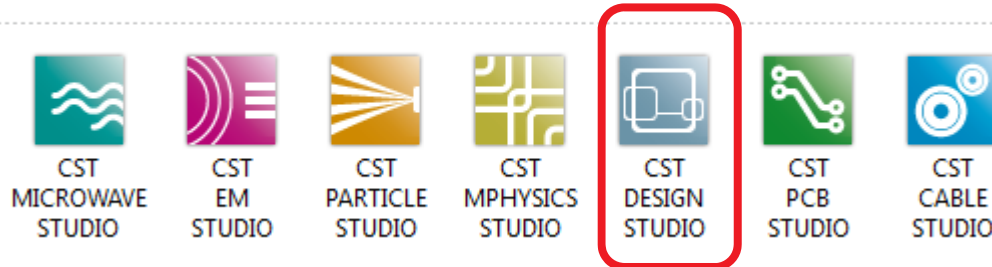 CST
MICROWAVE
STUDIO
CST
EM
STUDIO
CST
PARTICLE
STUDIO
CST
MPHYSICS
STUDIO
CST
DESIGN
STUDIO
CST
PCB
STUDIO
CST
CABLE
STUDIO